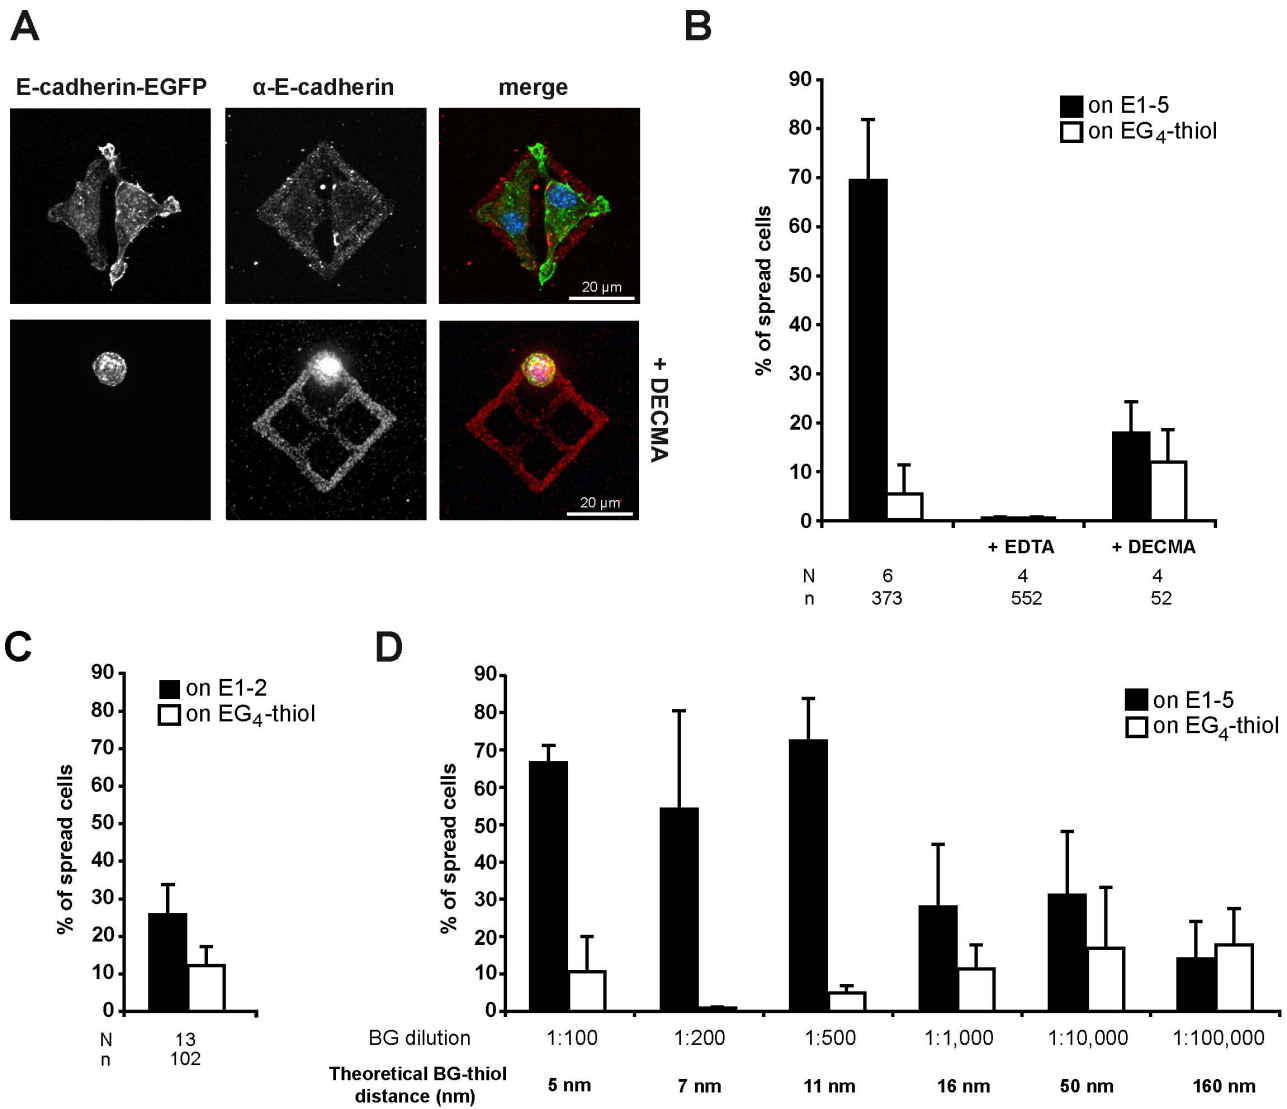 A
E-cadherin-EGFP α-E-cadherin merge
20 µm
+ DECMA
20 µm
B
90
80
70
60
50
40
30
20
10
0
% of spread cells
on E1-5
on EG4-thiol
+ EDTA + DECMA
N 6 4 4
n 373 552 52
C
90
80
70
60
50
40
30
20
10
0
% of spread cells
on E1-2
on EG4-thiol
N 13
n 102
D
90
80
70
60
50
40
30
20
10
0
% of spread cells
on E1-5
on EG4-thiol
BG dilution 1:100 1:200 1:500 1:1,000 1:10,000 1:100,000
Theoretical BG-thiol
distance (nm) 5 nm 7 nm 11 nm 16 nm 50 nm 160 nm